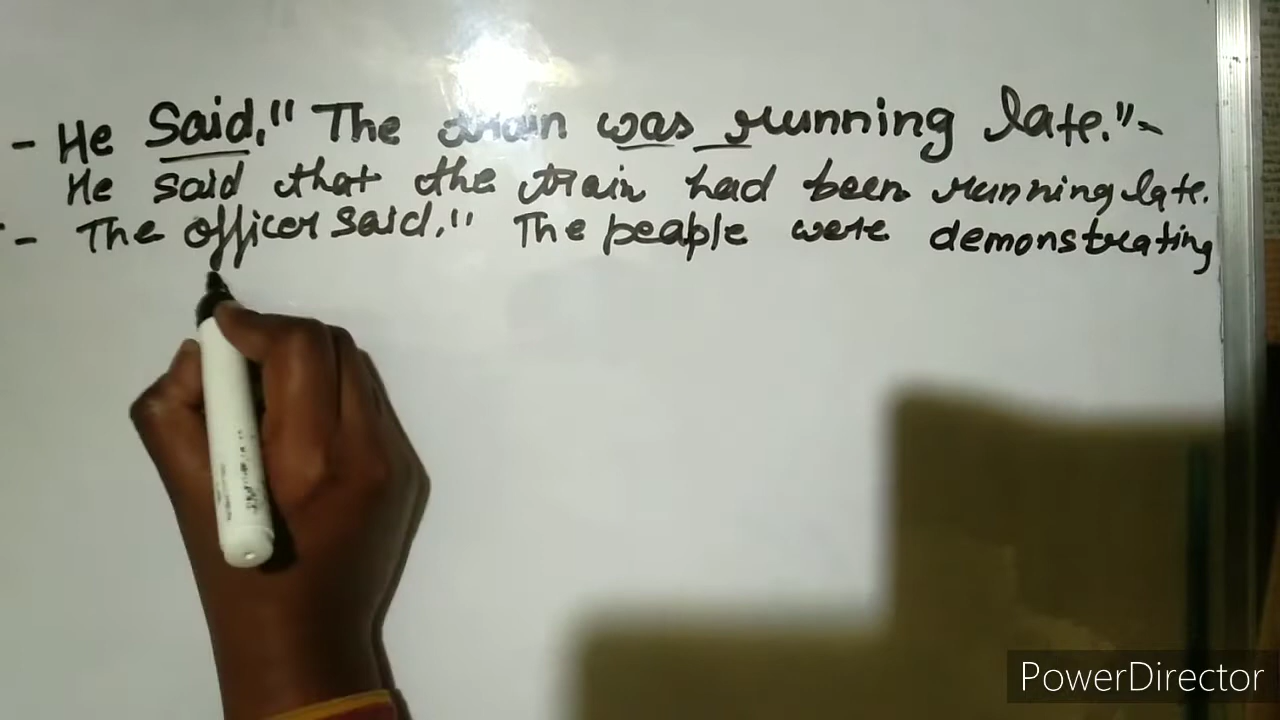 - He Said," The train was running late."
He said that the train had been running late.
- The officer said," The peaple were demonstrating
PowerDirector